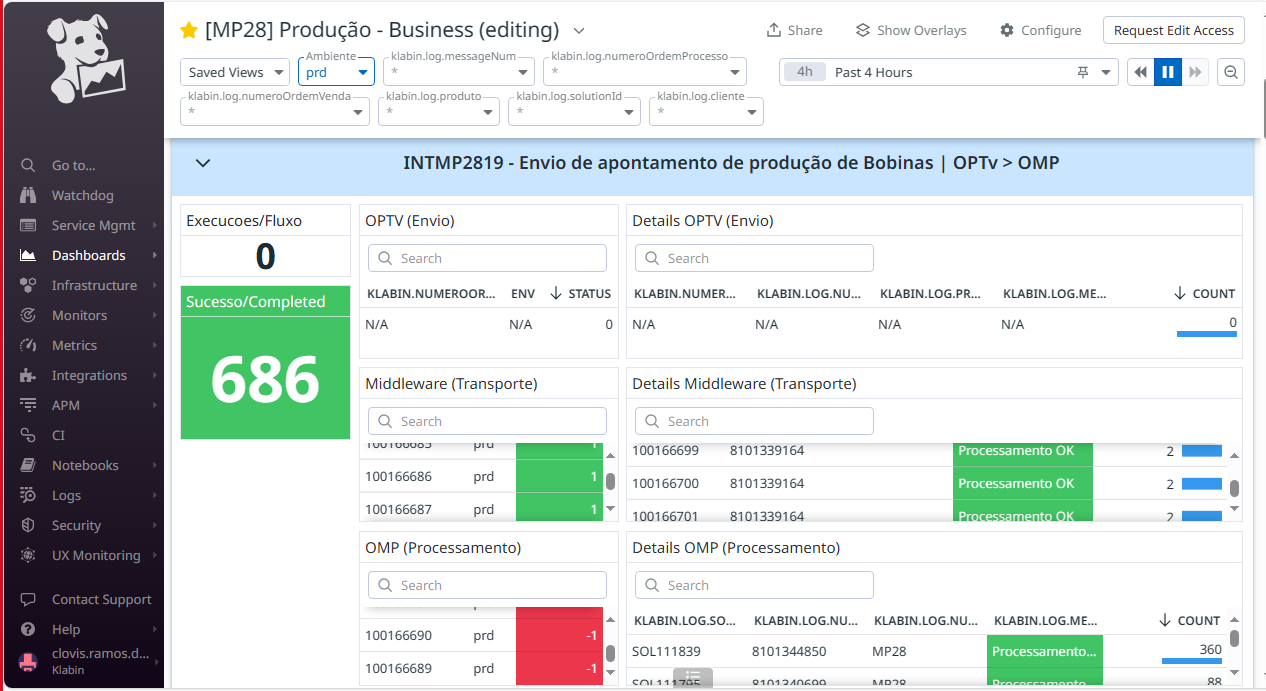 [MP28] Produção - Business (editing)
Share
Show Overlays
Configure
Request Edit Access
Saved Views
Ambiente
prd
klabin.log.messageNum
*
klabin.log.numeroOrdemProcesso
*
4h
Past 4 Hours
klabin.log.numeroOrdemVenda
*
klabin.log.produto
*
klabin.log.solutionId
*
klabin.log.cliente
*
Go to...
Watchdog
Service Mgmt
Dashboards
Infrastructure
Monitors
Metrics
Integrations
APM
CI
Notebooks
Logs
Security
UX Monitoring
Contact Support
Help
clovis.ramos.d...
Klabin
INTMP2819 - Envio de apontamento de produção de Bobinas | OPTv > OMP
Execucoes/Fluxo
0
Sucesso/Completed
686
OPTV (Envio)
Search
KLABIN.NUMEROOR... ENV STATUS
N/A N/A 0
Details OPTV (Envio)
Search
KLABIN.NUMER... KLABIN.LOG.NU... KLABIN.LOG.PR... KLABIN.LOG.ME... COUNT
N/A N/A N/A N/A 0
Middleware (Transporte)
Search
100166685 prd 1
100166686 prd 1
100166687 prd 1
Details Middleware (Transporte)
Search
100166699 8101339164 Processamento OK 2
100166700 8101339164 Processamento OK 2
100166701 8101339164 Processamento OK 2
OMP (Processamento)
Search
100166690 prd -1
100166689 prd -1
Details OMP (Processamento)
Search
KLABIN.LOG.SO... KLABIN.LOG.NU... KLABIN.LOG.NU... KLABIN.LOG.ME... COUNT
SOL111839 8101344850 MP28 Processamento... 360
SOL111795 8101340699 MP28 Processamento... 88